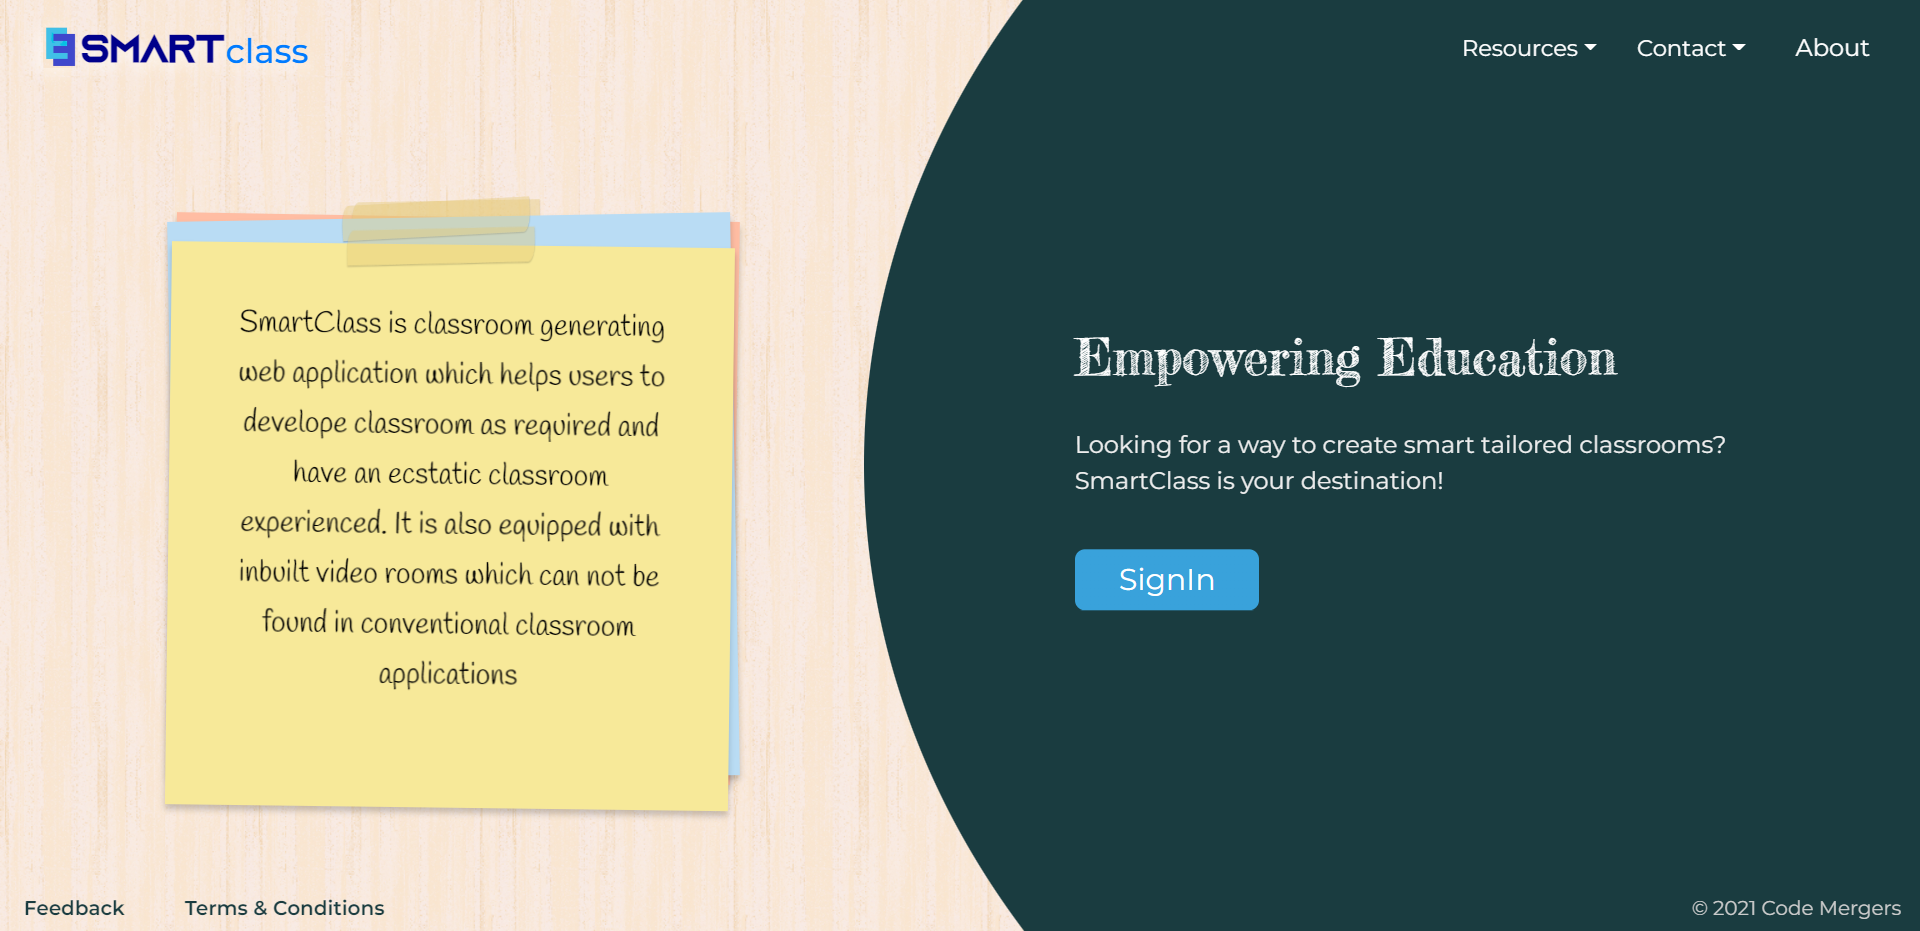 SMARTclass
Resources
Contact
About
SmartClass is classroom generating
web application which helps users to
develope classroom as required and
have an ecstatic classroom
experienced. It is also equipped with
inbuilt video rooms which can not be
found in conventional classroom
applications
Empowering Education
Looking for a way to create smart tailored classrooms?
SmartClass is your destination!
SignIn
Feedback
Terms & Conditions
© 2021 Code Mergers